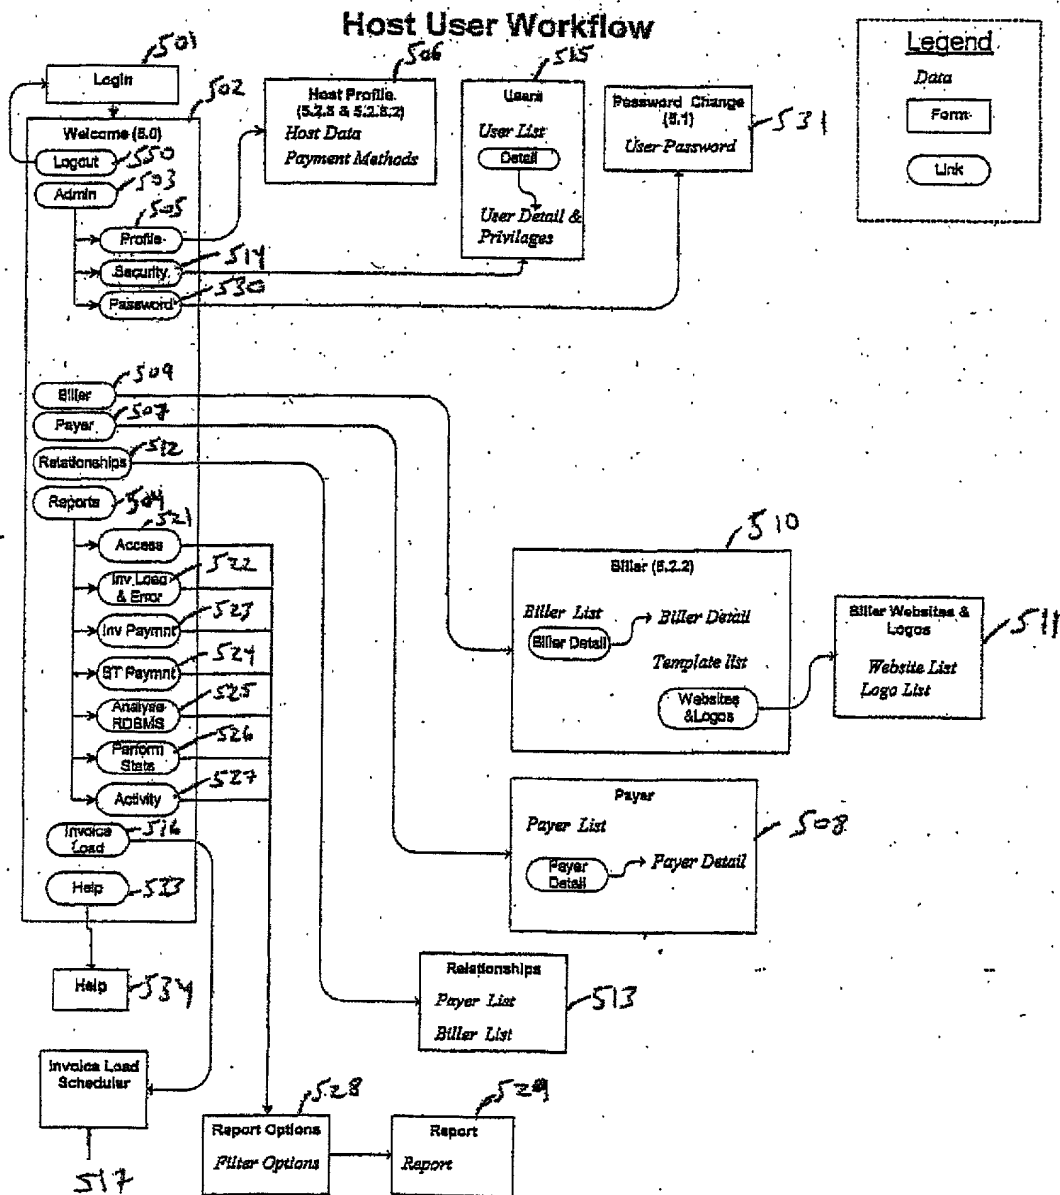 Host User Workflow
501
Login
502
Welcome (5.0)
Logout
550
Admin
503
505
Profile
514
Security
530
Password
506
Host Profile
(5.2.3 & 5.2.3.2)
Host Data
Payment Methods
515
Users
User List
Detail
User Detail &
Privilages
Password Change
(5.1)
User Password
531
Legend
Data
Form
Link
509
Biller
507
Payer
512
Relationships
Reports
504
521
Access
522
Inv Load
& Error
523
Inv Paymnt
524
BT Paymnt
525
Analyse
RDBMS
526
Perform
Stats
527
Activity
Invoice
Load
516
Help
533
Help
534
Invoice Load
Scheduler
517
510
Biller (5.2.2)
Biller List
Biller Detail
Biller Detail
Template list
Websites
&Logos
Biller Websites &
Logos
Website List
Logo List
511
Payer
Payer List
Payer
Detail
Payer Detail
508
Relationships
Payer List
Biller List
513
528
Report Options
Filter Options
529
Report
Report